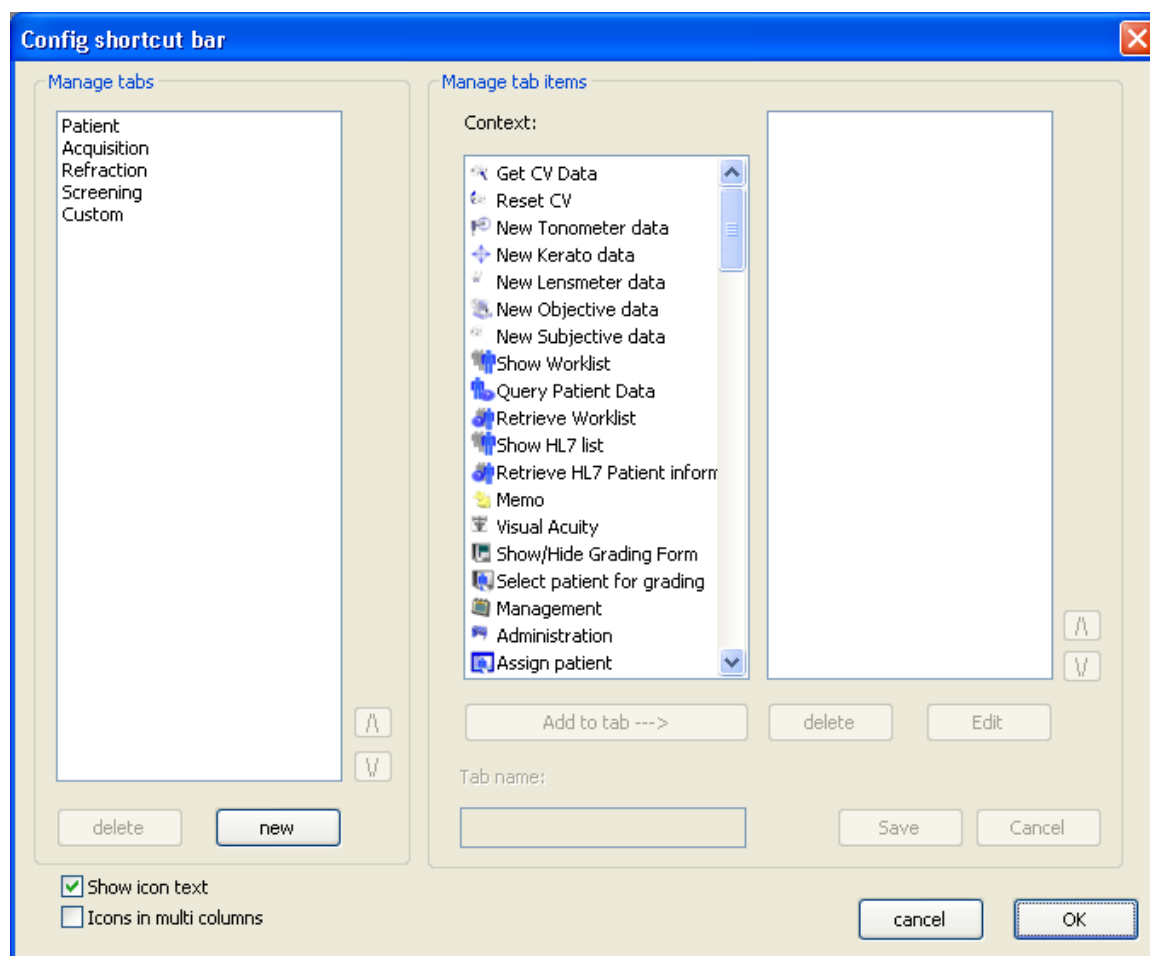 Config shortcut bar
Manage tabs
Patient
Acquisition
Refraction
Screening
Custom
/\
\/
delete
new
Show icon text
Icons in multi columns
Manage tab items
Context:
Get CV Data
Reset CV
New Tonometer data
New Kerato data
New Lensmeter data
New Objective data
New Subjective data
Show Worklist
Query Patient Data
Retrieve Worklist
Show HL7 list
Retrieve HL7 Patient inform
Memo
Visual Acuity
Show/Hide Grading Form
Select patient for grading
Management
Administration
Assign patient
/\
\/
Add to tab --->
delete
Edit
Tab name:
Save
Cancel
cancel
OK